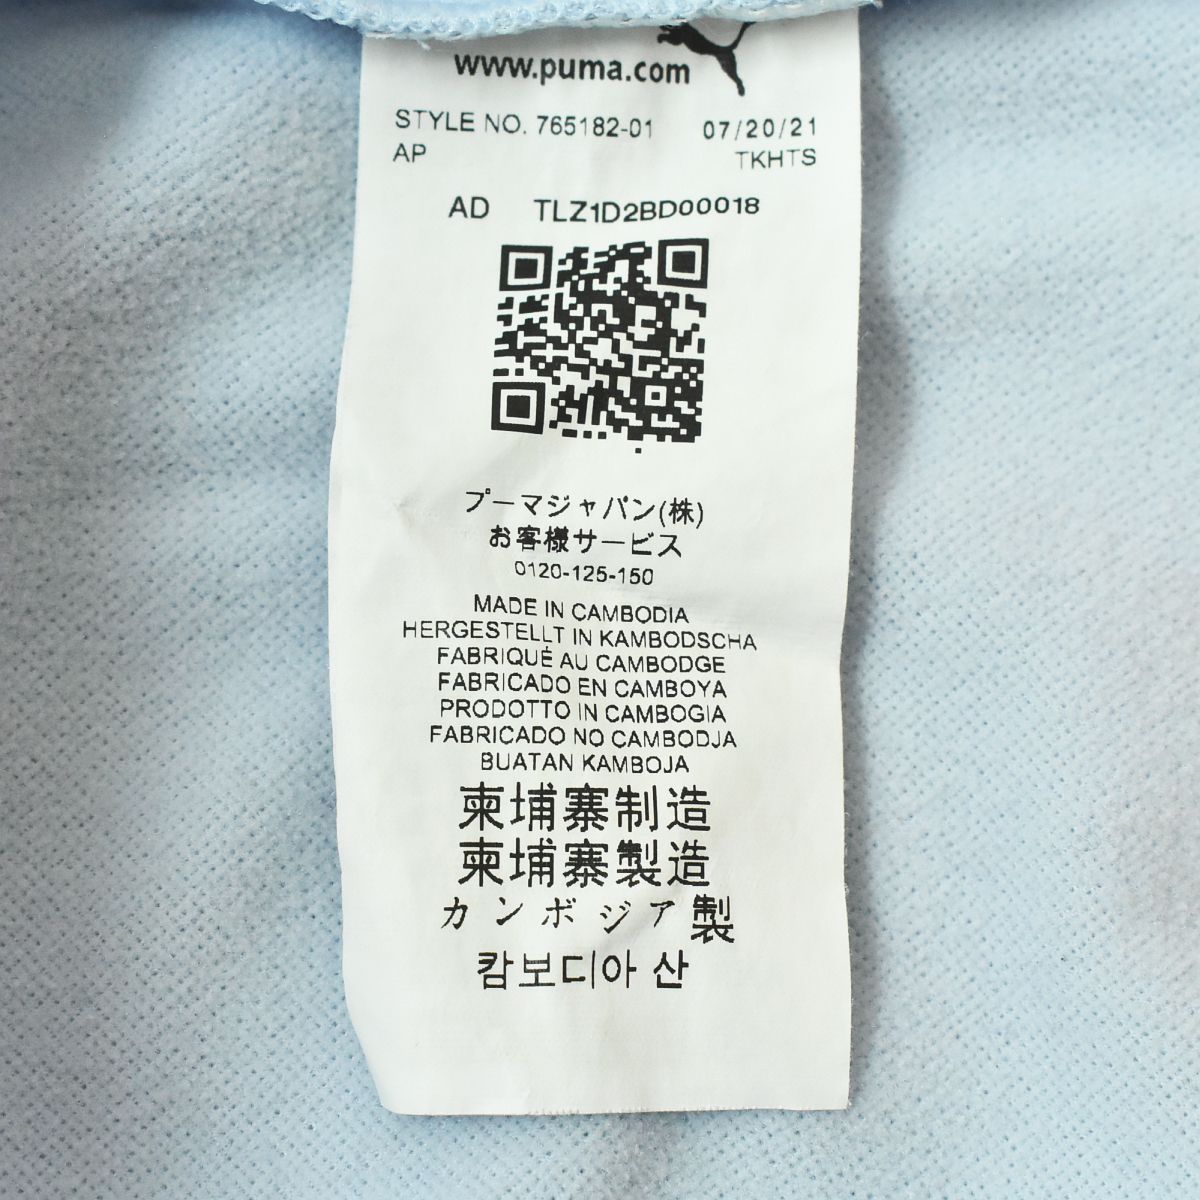 www.puma.com
STYLE NO. 765182-01 07/20/21
AP TKHTS
AD TLZ1D2BD00018
プーマジャパン(株)
お客様サービス
0120-125-150
MADE IN CAMBODIA
HERGESTELLT IN KAMBODSCHA
FABRIQUÉ AU CAMBODGE
FABRICADO EN CAMBOYA
PRODOTTO IN CAMBOGIA
FABRICADO NO CAMBODJA
BUATAN KAMBOJA
柬埔寨制造
柬埔寨製造
カンボジア製
캄보디아 산